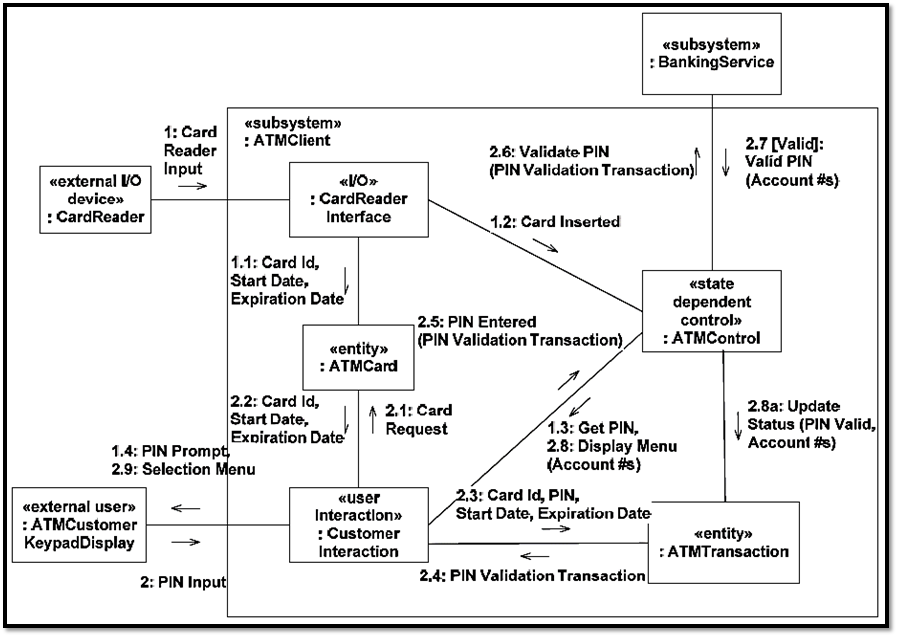 «subsystem»
: BankingService
«subsystem»
: ATMClient
1: Card
Reader
Input
2.6: Validate PIN
(PIN Validation Transaction)
2.7 [Valid]:
Valid PIN
(Account #s)
«external I/O
device»
: CardReader
«I/O»
: CardReader
Interface
1.2: Card Inserted
1.1: Card Id,
Start Date,
Expiration Date
«state
dependent
control»
: ATMControl
2.5: PIN Entered
(PIN Validation Transaction)
«entity»
: ATMCard
2.2: Card Id,
Start Date,
Expiration Date
2.1: Card
Request
1.3: Get PIN,
2.8: Display Menu
(Account #s)
2.8a: Update
Status (PIN Valid,
Account #s)
1.4: PIN Prompt,
2.9: Selection Menu
«external user»
: ATMCustomer
KeypadDisplay
«user
Interaction»
: Customer
Interaction
2.3: Card Id, PIN,
Start Date, Expiration Date
«entity»
: ATMTransaction
2: PIN Input
2.4: PIN Validation Transaction